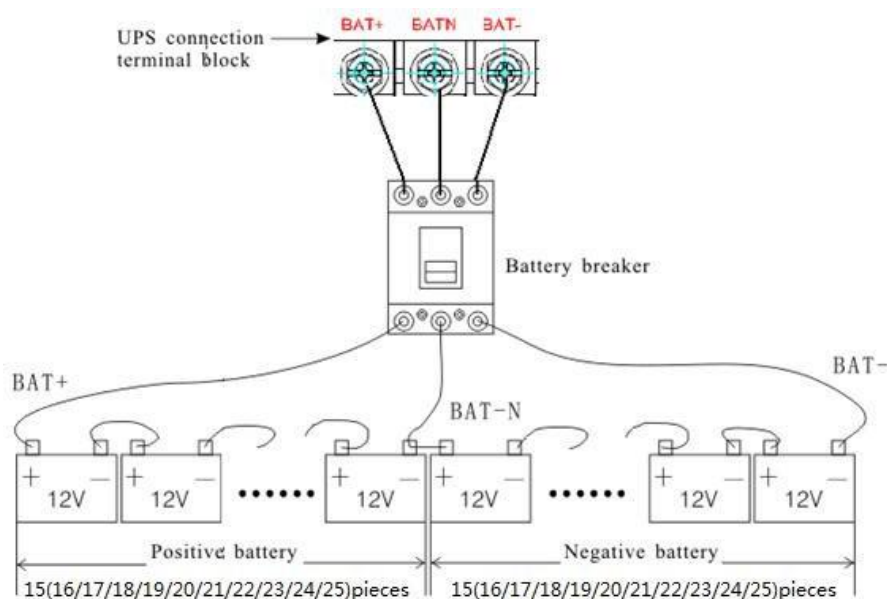 BAT+ BATN BAT-
UPS connection
terminal block
Battery breaker
BAT+
BAT-
BAT-N
+ - + - + - + - + - + -
12V 12V 12V 12V 12V 12V
Positive battery Negative battery
15(16/17/18/19/20/21/22/23/24/25)pieces 15(16/17/18/19/20/21/22/23/24/25)pieces